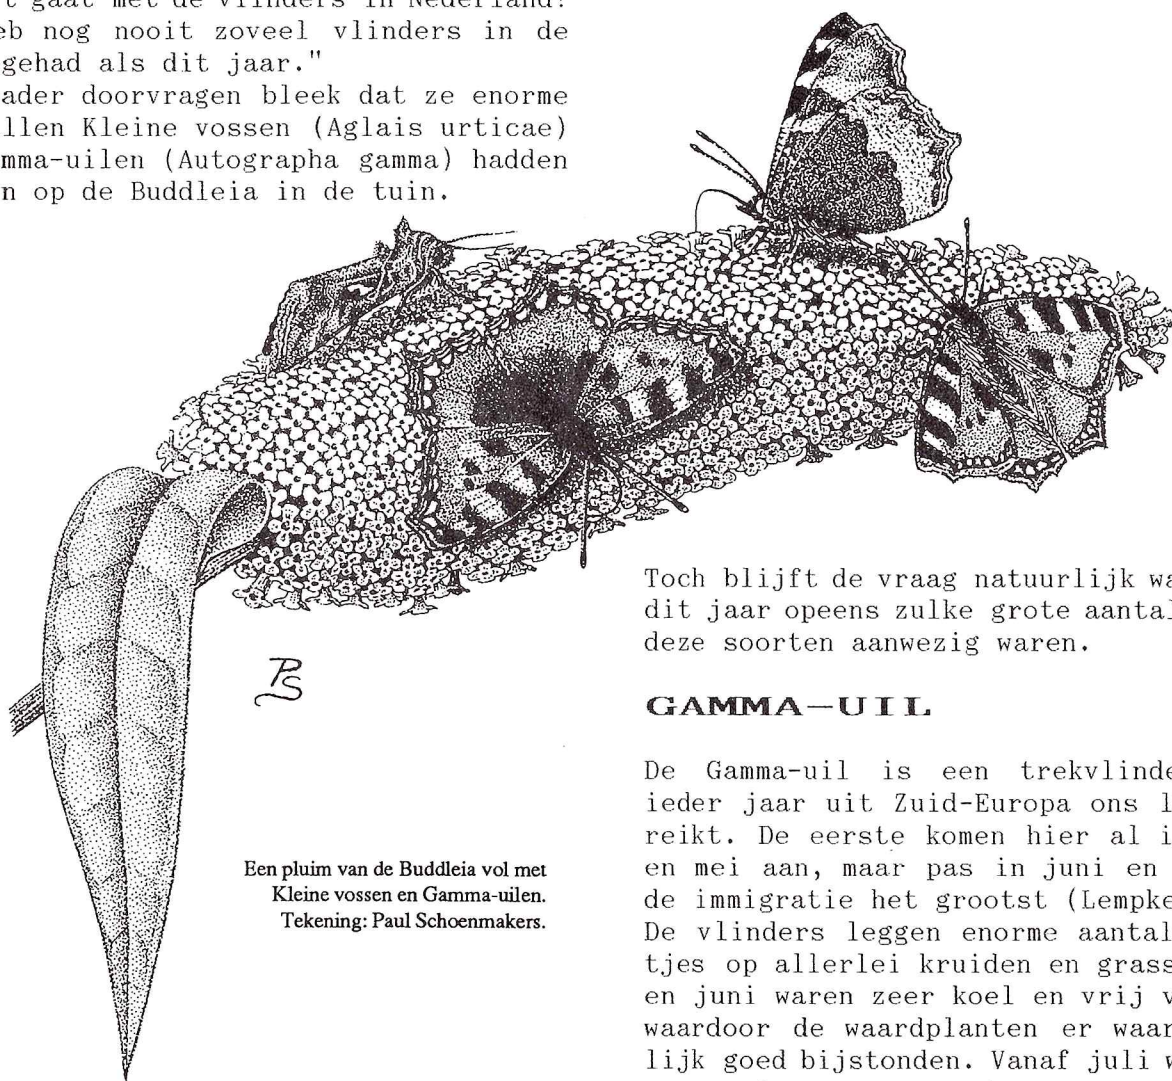 t gaat met de vlinders in Nederland!
eb nog nooit zoveel vlinders in de
gehad als dit jaar."
ader doorvragen bleek dat ze enorme
llen Kleine vossen (Aglais urticae)
mma-uilen (Autographa gamma) hadden
n op de Buddleia in de tuin.
PS
Een pluim van de Buddleia vol met
Kleine vossen en Gamma-uilen.
Tekening: Paul Schoenmakers.
Toch blijft de vraag natuurlijk wa
dit jaar opeens zulke grote aantal
deze soorten aanwezig waren.
GAMMA-UIL
De Gamma-uil is een trekvlinde
ieder jaar uit Zuid-Europa ons l
reikt. De eerste komen hier al i
en mei aan, maar pas in juni en
de immigratie het grootst (Lempke
De vlinders leggen enorme aantal
tjes op allerlei kruiden en grass
en juni waren zeer koel en vrij v
waardoor de waardplanten er waar
lijk goed bijstonden. Vanaf juli w